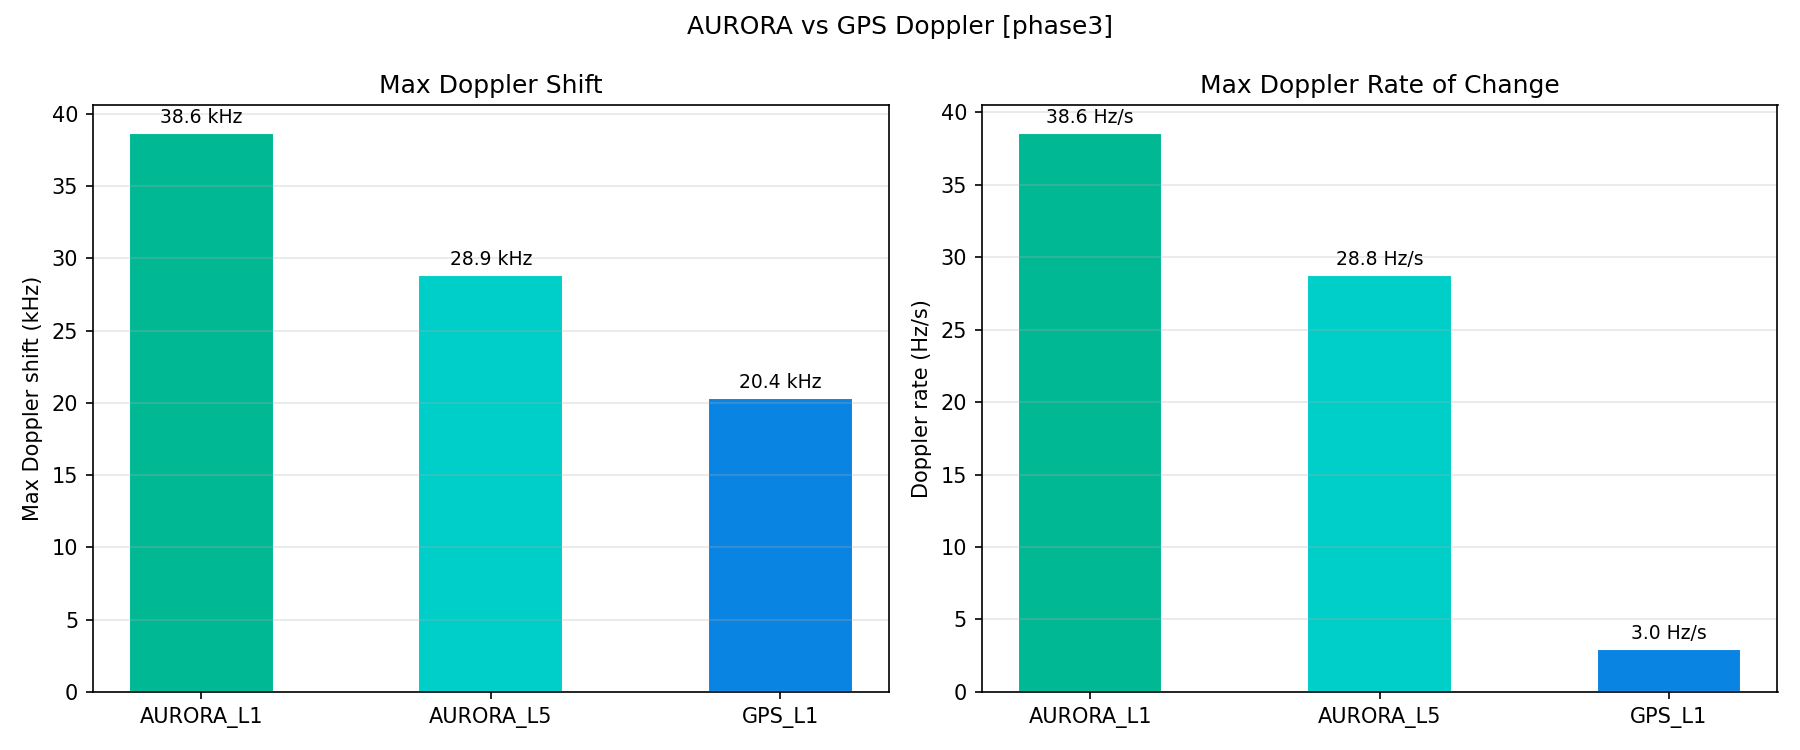 AURORA vs GPS Doppler [phase3]
Max Doppler Shift
Max Doppler shift (kHz)
40
35
30
25
20
15
10
5
0
38.6 kHz
28.9 kHz
20.4 kHz
AURORA_L1
AURORA_L5
GPS_L1
Max Doppler Rate of Change
Doppler rate (Hz/s)
40
35
30
25
20
15
10
5
0
38.6 Hz/s
28.8 Hz/s
3.0 Hz/s
AURORA_L1
AURORA_L5
GPS_L1